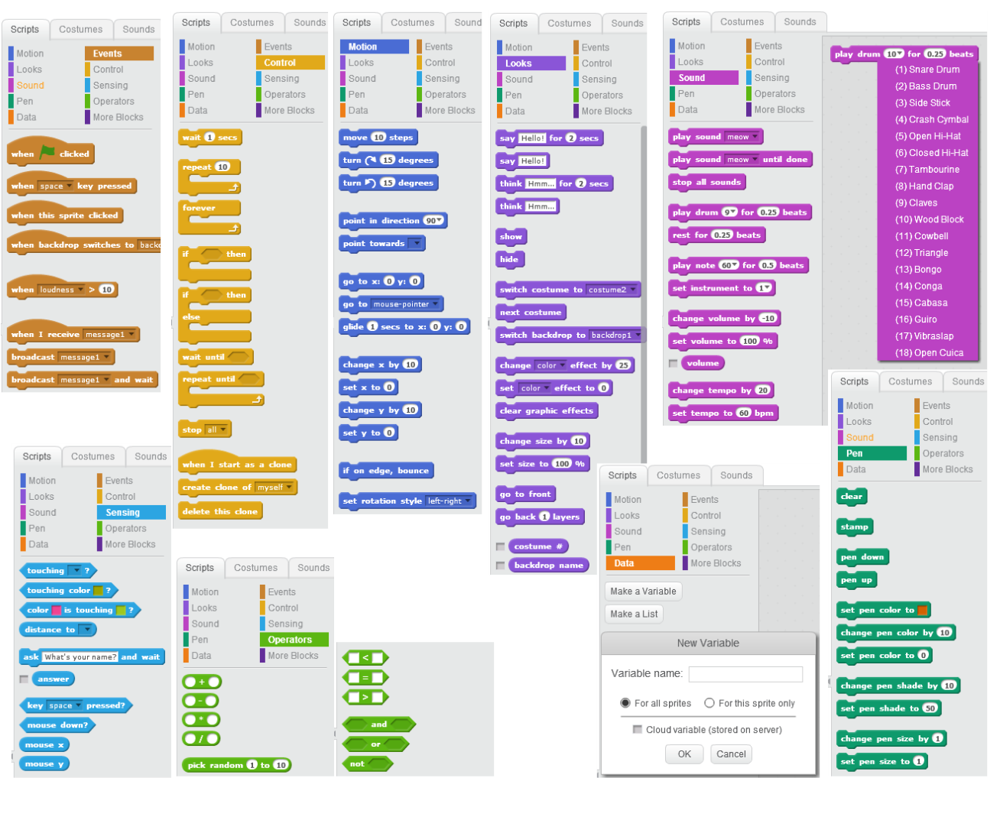 Scripts Costumes Sounds
Motion Events
Looks Control
Sound Sensing
Pen Operators
Data More Blocks
when clicked
when space key pressed
when this sprite clicked
when backdrop switches to backd
when loudness > 10
when I receive message1
broadcast message1
broadcast message1 and wait
Scripts Costumes Sounds
Motion Events
Looks Control
Sound Sensing
Pen Operators
Data More Blocks
wait 1 secs
repeat 10
forever
if then
if then
else
wait until
repeat until
stop all
when I start as a clone
create clone of myself
delete this clone
Scripts Costumes Sound
Motion Events
Looks Control
Sound Sensing
Pen Operators
Data More Blocks
move 10 steps
turn 15 degrees
turn 15 degrees
point in direction 90
point towards
go to x: 0 y: 0
go to mouse-pointer
glide 1 secs to x: 0 y: 0
change x by 10
set x to 0
change y by 10
set y to 0
if on edge, bounce
set rotation style left-right
Scripts Costumes Sounds
Motion Events
Looks Control
Sound Sensing
Pen Operators
Data More Blocks
say Hello! for 2 secs
say Hello!
think Hmm... for 2 secs
think Hmm...
show
hide
switch costume to costume2
next costume
switch backdrop to backdrop1
change color effect by 25
set color effect to 0
clear graphic effects
change size by 10
set size to 100 %
go to front
go back 1 layers
costume #
backdrop name
Scripts Costumes Sounds
Motion Events
Looks Control
Sound Sensing
Pen Operators
Data More Blocks
play sound meow
play sound meow until done
stop all sounds
play drum 9 for 0.25 beats
rest for 0.25 beats
play note 60 for 0.5 beats
set instrument to 1
change volume by -10
set volume to 100 %
volume
change tempo by 20
set tempo to 60 bpm
play drum 10 for 0.25 beats
(1) Snare Drum
(2) Bass Drum
(3) Side Stick
(4) Crash Cymbal
(5) Open Hi-Hat
(6) Closed Hi-Hat
(7) Tambourine
(8) Hand Clap
(9) Claves
(10) Wood Block
(11) Cowbell
(12) Triangle
(13) Bongo
(14) Conga
(15) Cabasa
(16) Guiro
(17) Vibraslap
(18) Open Cuica
Scripts Costumes Sounds
Motion Events
Looks Control
Sound Sensing
Pen Operators
Data More Blocks
touching ?
touching color ?
color is touching ?
distance to
ask What's your name? and wait
answer
key space pressed?
mouse down?
mouse x
mouse y
Scripts Costumes Sounds
Motion Events
Looks Control
Sound Sensing
Pen Operators
Data More Blocks
+
-
*
/
pick random 1 to 10
<
=
>
and
or
not
Scripts Costumes Sounds
Motion Events
Looks Control
Sound Sensing
Pen Operators
Data More Blocks
Make a Variable
Make a List
New Variable
Variable name:
For all sprites For this sprite only
Cloud variable (stored on server)
OK Cancel
Scripts Costumes Sounds
Motion Events
Looks Control
Sound Sensing
Pen Operators
Data More Blocks
clear
stamp
pen down
pen up
set pen color to
change pen color by 10
set pen color to 0
change pen shade by 10
set pen shade to 50
change pen size by 1
set pen size to 1